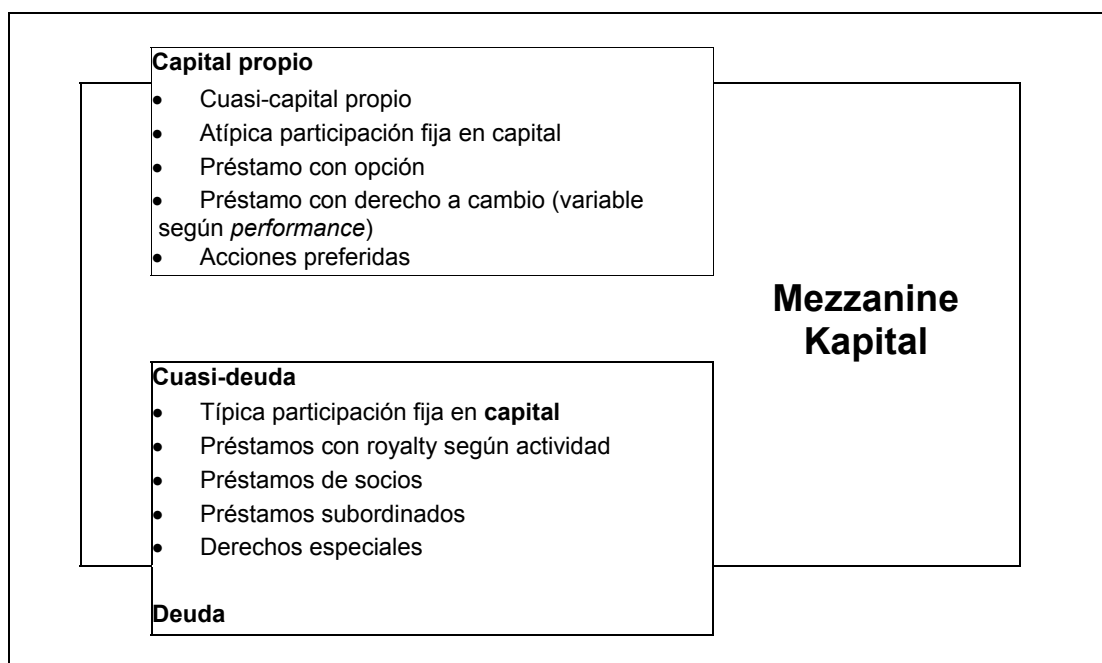 Capital propio
• Cuasi-capital propio
• Atípica participación fija en capital
• Préstamo con opción
• Préstamo con derecho a cambio (variable
según performance)
• Acciones preferidas
Mezzanine
Kapital
Cuasi-deuda
• Típica participación fija en capital
• Préstamos con royalty según actividad
• Préstamos de socios
• Préstamos subordinados
• Derechos especiales
Deuda